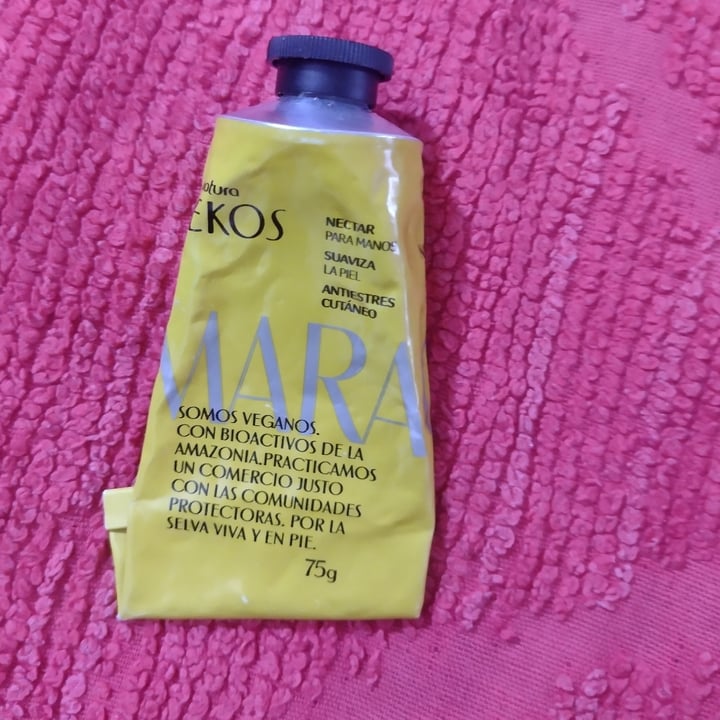 natura
EKOS
NECTAR
PARA MANOS
SUAVIZA
LA PIEL
ANTIESTRES
CUTÁNEO
MARA
SOMOS VEGANOS.
CON BIOACTIVOS DE LA
AMAZONIA.PRACTICAMOS
UN COMERCIO JUSTO
CON LAS COMUNIDADES
PROTECTORAS. POR LA
SELVA VIVA Y EN PIE.
75g